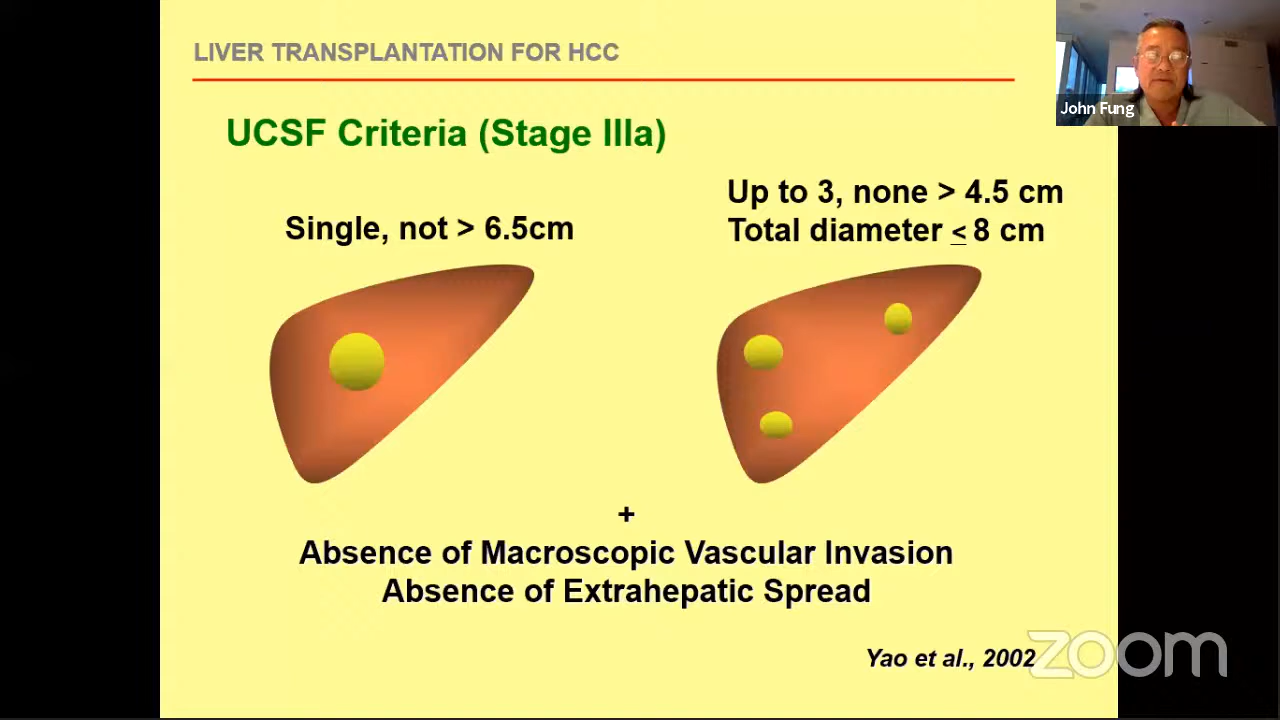 LIVER TRANSPLANTATION FOR HCC
John Fung
UCSF Criteria (Stage IIIa)
Single, not > 6.5cm
Up to 3, none > 4.5 cm
Total diameter ≤ 8 cm
+
Absence of Macroscopic Vascular Invasion
Absence of Extrahepatic Spread
Yao et al., 2002
zoom